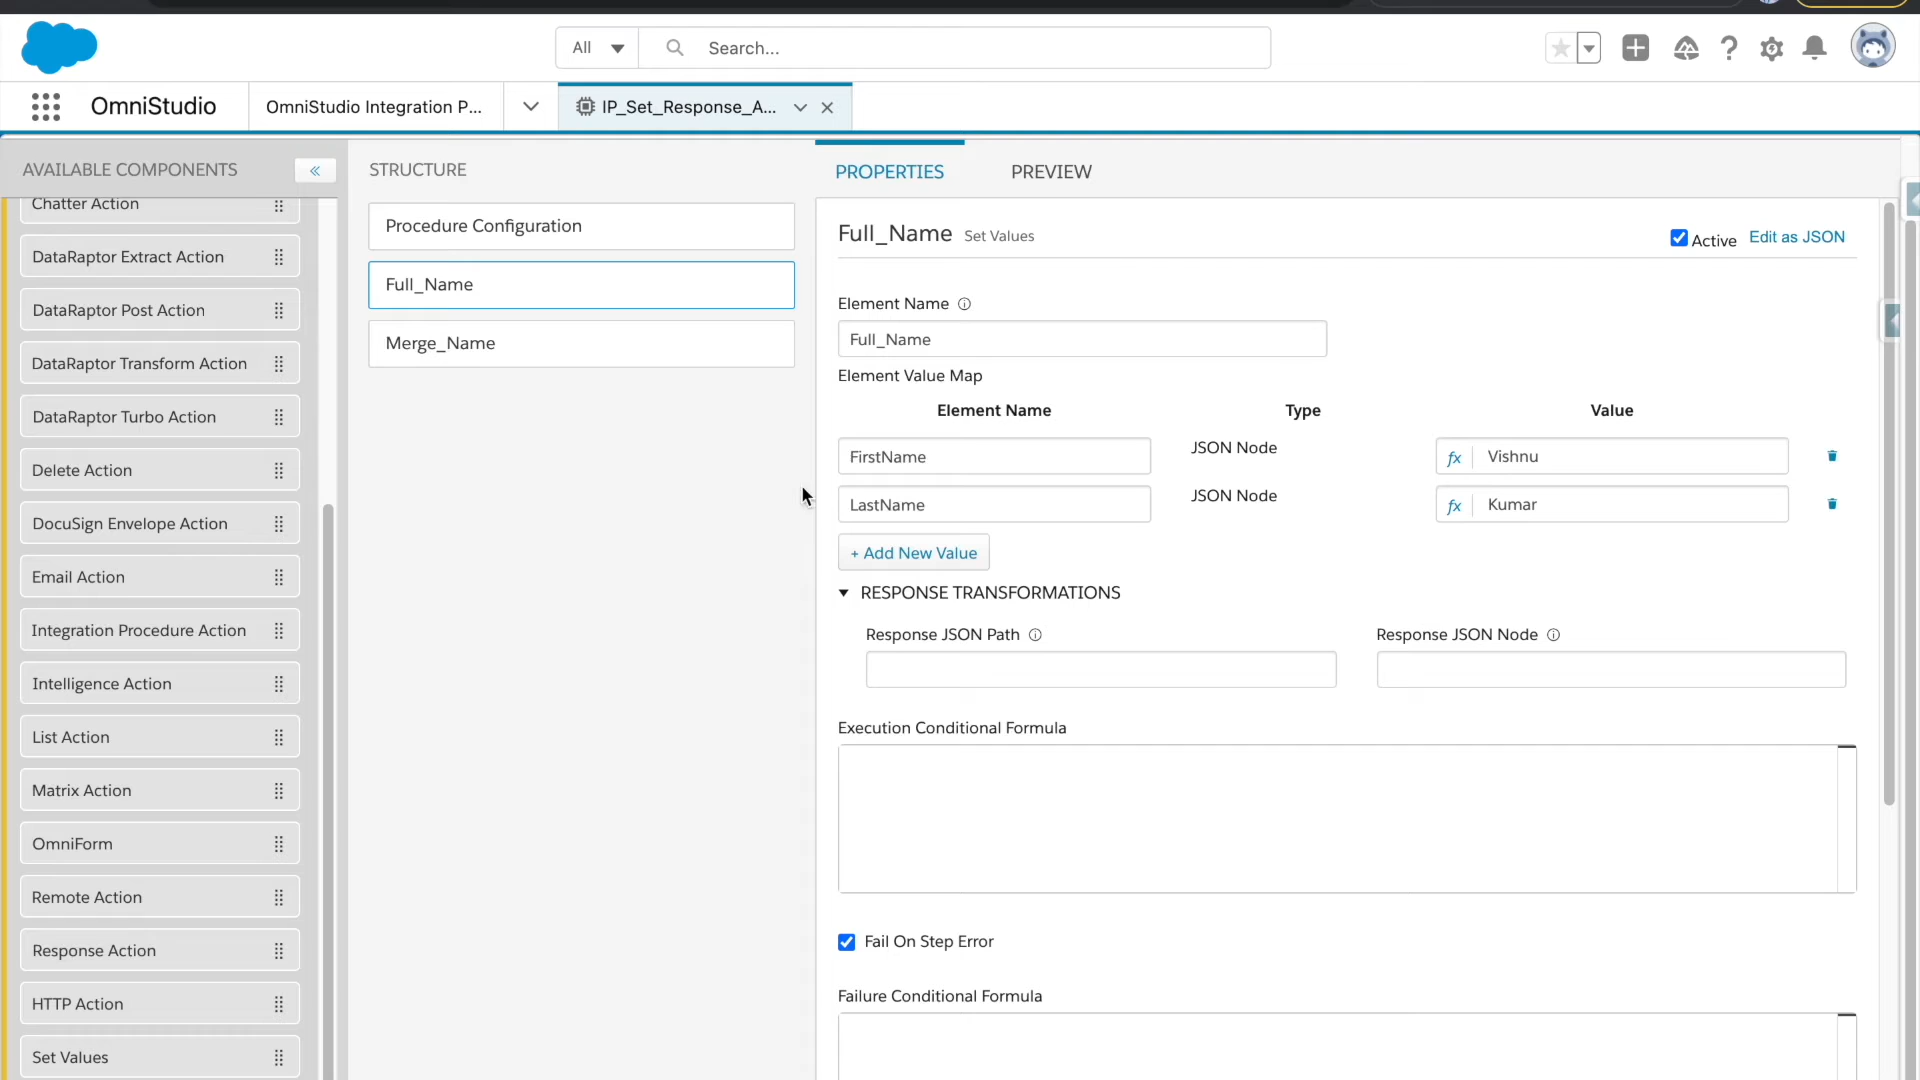 All
Search...
OmniStudio
OmniStudio Integration P...
IP_Set_Response_A...
AVAILABLE COMPONENTS
«
STRUCTURE
PROPERTIES
PREVIEW
Chatter Action
DataRaptor Extract Action
DataRaptor Post Action
DataRaptor Transform Action
DataRaptor Turbo Action
Delete Action
DocuSign Envelope Action
Email Action
Integration Procedure Action
Intelligence Action
List Action
Matrix Action
OmniForm
Remote Action
Response Action
HTTP Action
Set Values
Procedure Configuration
Full_Name
Merge_Name
Full_Name Set Values
Active Edit as JSON
Element Name
Full_Name
Element Value Map
Element Name Type Value
FirstName JSON Node fx Vishnu
LastName JSON Node fx Kumar
+ Add New Value
RESPONSE TRANSFORMATIONS
Response JSON Path Response JSON Node
Execution Conditional Formula
Fail On Step Error
Failure Conditional Formula